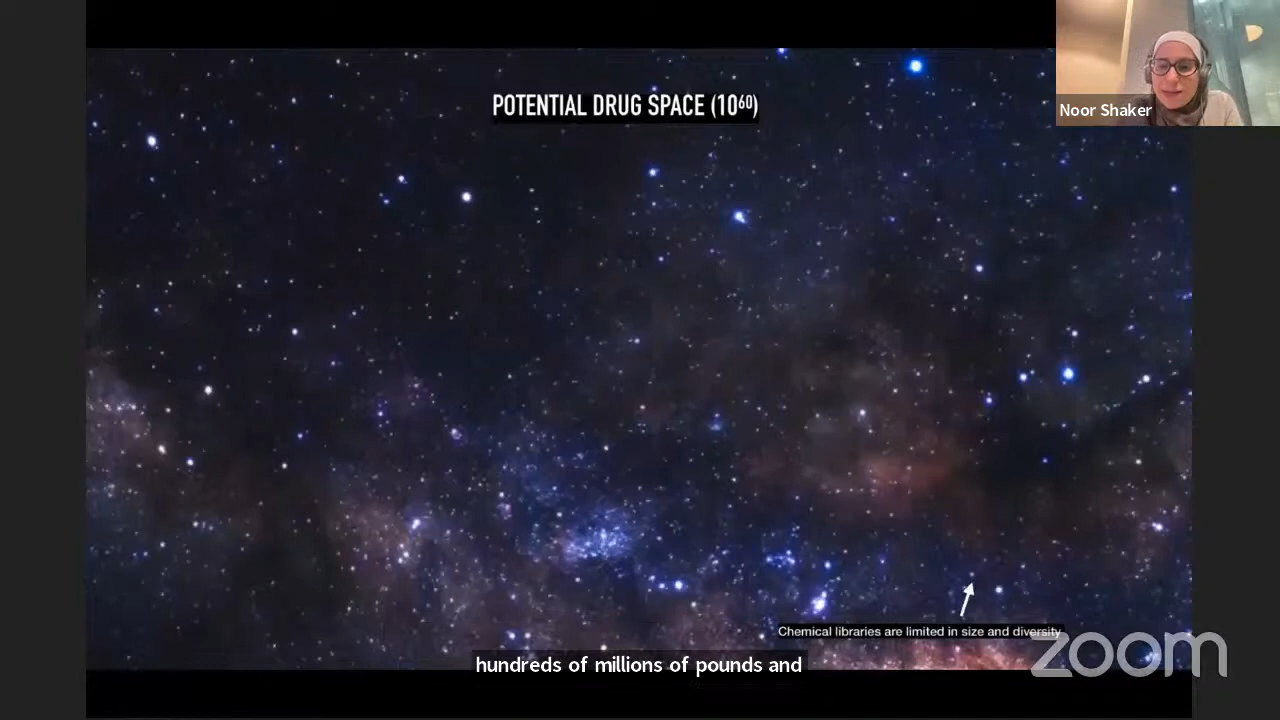 POTENTIAL DRUG SPACE (10⁶⁰)
Noor Shaker
Chemical libraries are limited in size and diversity
hundreds of millions of pounds and
zoom